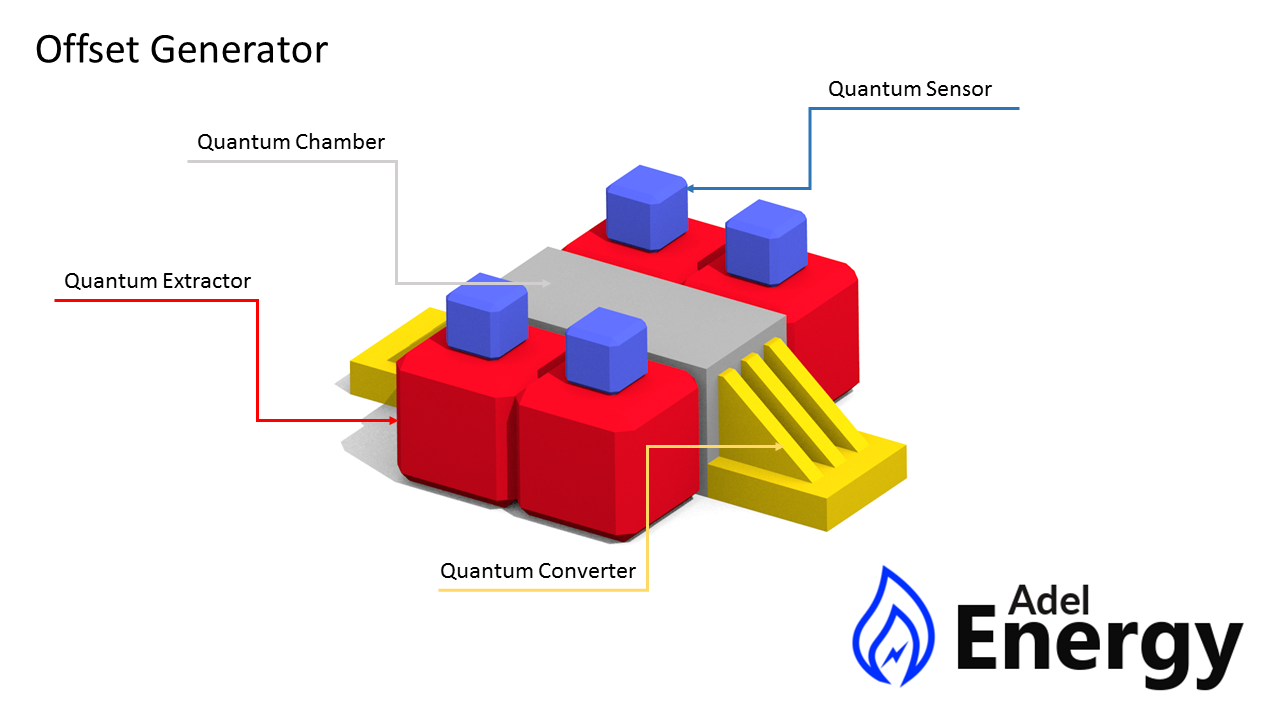 Offset Generator
Quantum Sensor
Quantum Chamber
Quantum Extractor
Quantum Converter
Adel
Energy